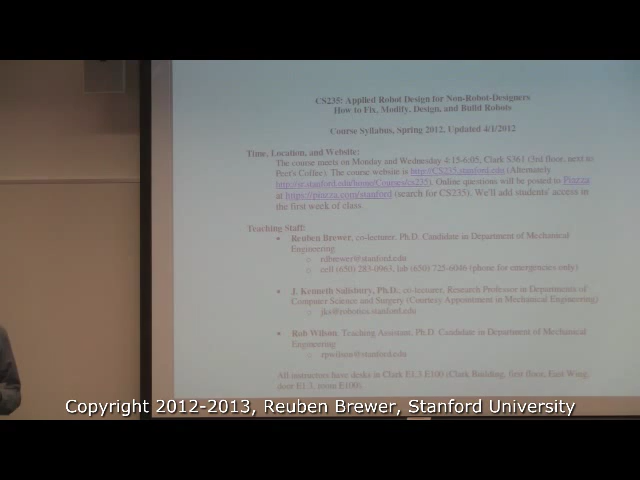 CS235: Applied Robot Design for Non-Robot-Designers
How to Fix, Modify, Design, and Build Robots
Course Syllabus, Spring 2012, Updated 4/1/2012
Time, Location, and Website:
The course meets on Monday and Wednesday 4:15-6:05, Clark S361 (3rd floor, next to
Peet's Coffee). The course website is http://CS235.stanford.edu (Alternately
http://sr.stanford.edu/home/Courses/cs235). Online questions will be posted to Piazza
at https://piazza.com/stanford (search for CS235). We'll add students' access in
the first week of class.
Teaching Staff:
• Reuben Brewer, co-lecturer, Ph.D. Candidate in Department of Mechanical
Engineering
○ rdbrewer@stanford.edu
○ cell (650) 283-0963, lab (650) 725-6046 (phone for emergencies only)
• J. Kenneth Salisbury, Ph.D., co-lecturer, Research Professor in Departments of
Computer Science and Surgery (Courtesy Appointment in Mechanical Engineering)
○ jks@robotics.stanford.edu
• Rob Wilson, Teaching Assistant, Ph.D. Candidate in Department of Mechanical
Engineering
○ rpwilson@stanford.edu
All instructors have desks in Clark E1.3 E100 (Clark Building, first floor, East Wing,
door E1.3, room E100).
Copyright 2012-2013, Reuben Brewer, Stanford University